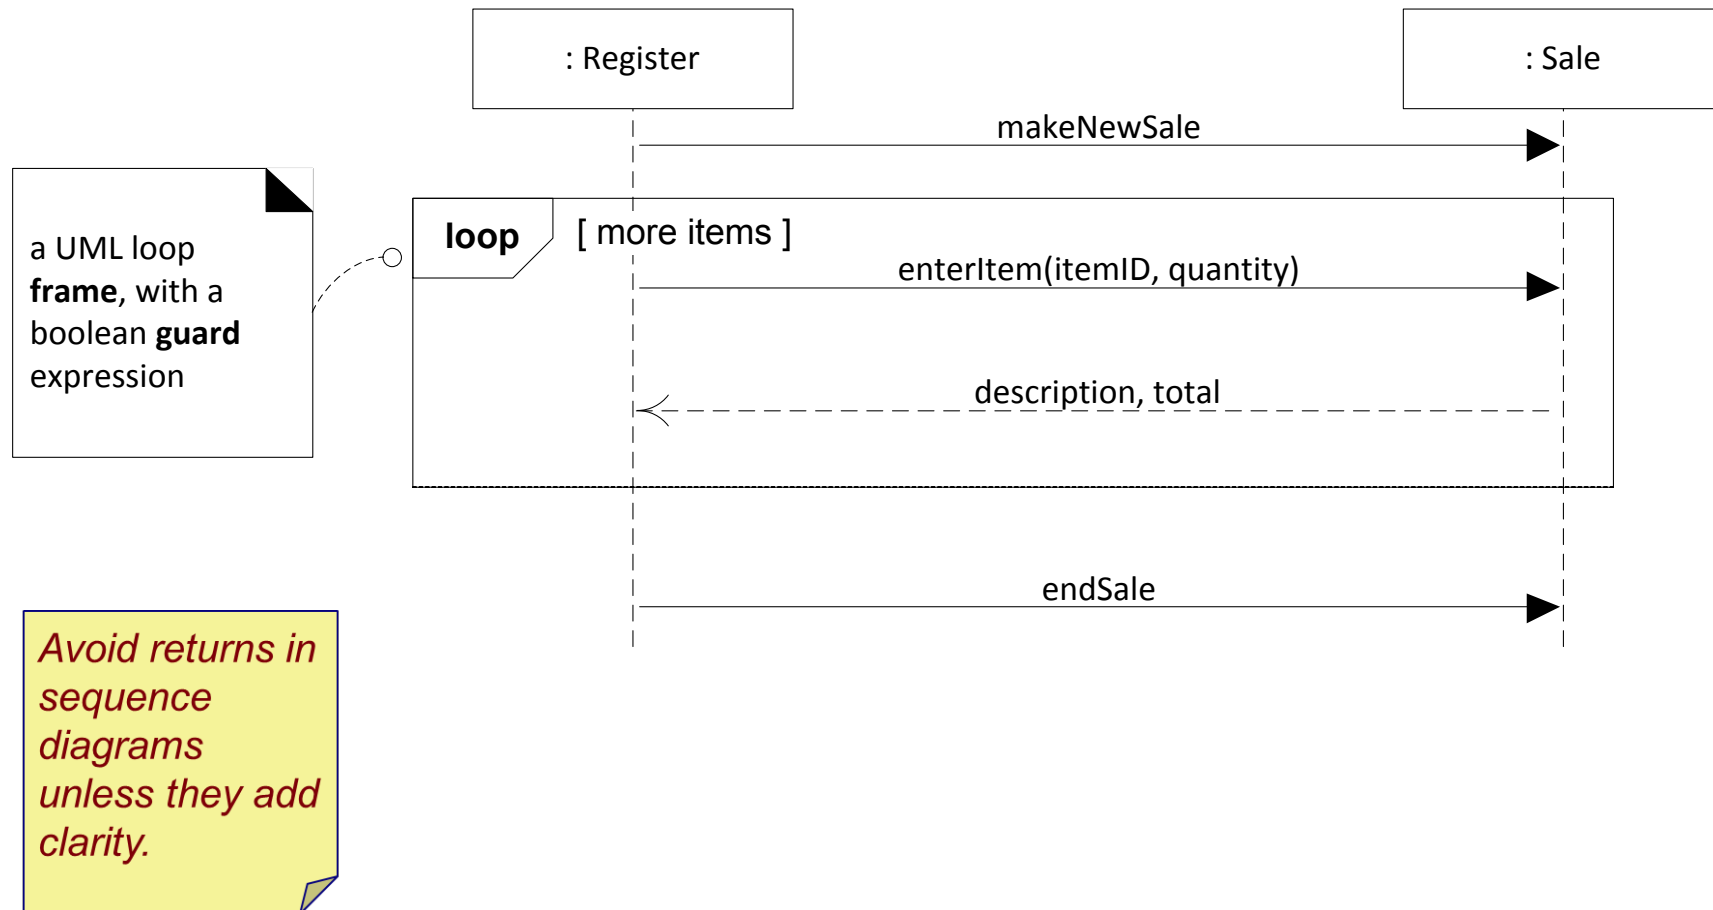 : Register
: Sale
makeNewSale
a UML loop
frame, with a
boolean guard
expression
loop
[ more items ]
enterItem(itemID, quantity)
description, total
endSale
Avoid returns in
sequence
diagrams
unless they add
clarity.